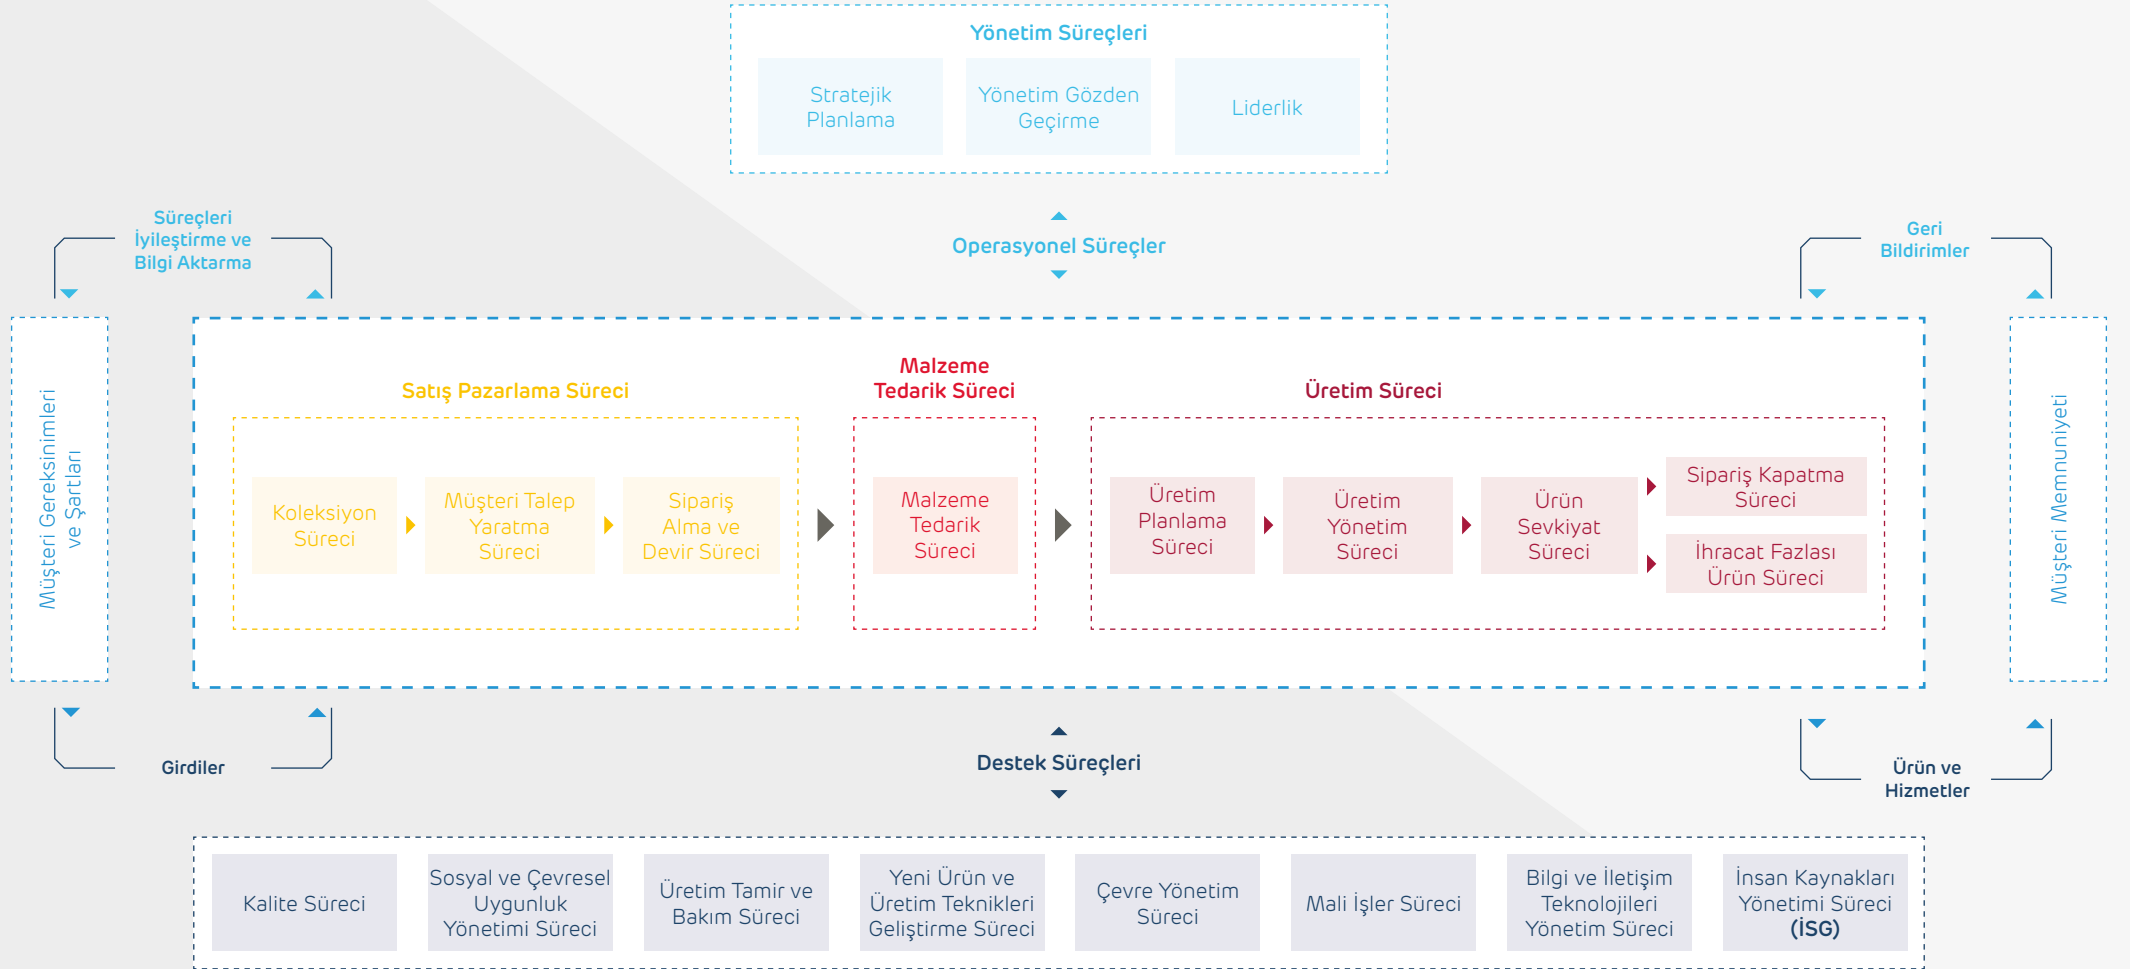 Yönetim Süreçleri
Stratejik
Planlama
Yönetim Gözden
Geçirme
Liderlik
Süreçleri
İyileştirme ve
Bilgi Aktarma
Operasyonel Süreçler
Geri
Bildirimler
Müşteri Gereksinimleri
ve Şartları
Satış Pazarlama Süreci
Koleksiyon
Süreci
Müşteri Talep
Yaratma
Süreci
Sipariş
Alma ve
Devir Süreci
Malzeme
Tedarik Süreci
Malzeme
Tedarik
Süreci
Üretim Süreci
Üretim
Planlama
Süreci
Üretim
Yönetim
Süreci
Ürün
Sevkiyat
Süreci
Sipariş Kapatma
Süreci
İhracat Fazlası
Ürün Süreci
Müşteri Memnuniyeti
Girdiler
Destek Süreçleri
Ürün ve
Hizmetler
Kalite Süreci
Sosyal ve Çevresel
Uygunluk
Yönetimi Süreci
Üretim Tamir ve
Bakım Süreci
Yeni Ürün ve
Üretim Teknikleri
Geliştirme Süreci
Çevre Yönetim
Süreci
Mali İşler Süreci
Bilgi ve İletişim
Teknolojileri
Yönetim Süreci
İnsan Kaynakları
Yönetimi Süreci
(İSG)